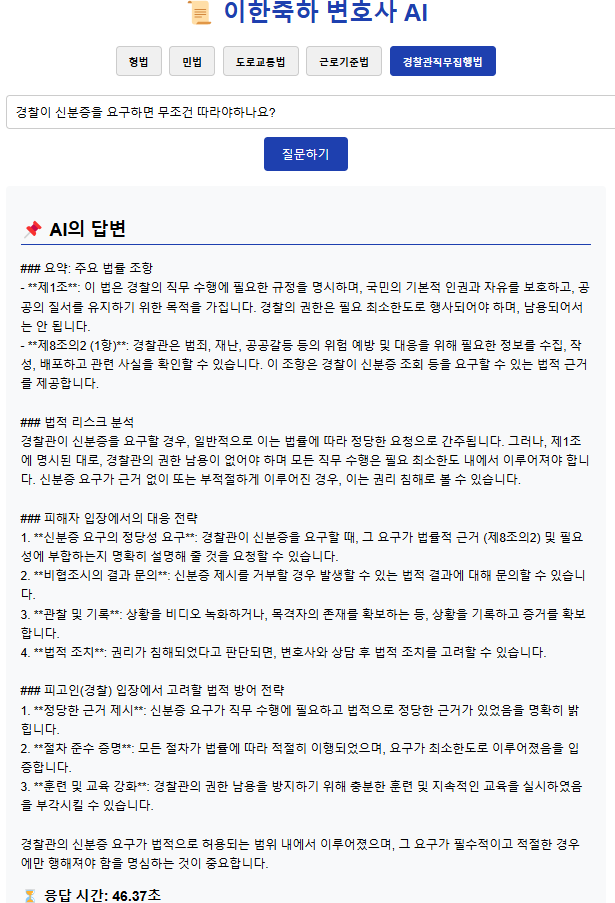 📜 이한죽하 변호사 AI
형법 민법 도로교통법 근로기준법 경찰관직무집행법
경찰이 신분증을 요구하면 무조건 따라야하나요?
질문하기
📌 AI의 답변
### 요약: 주요 법률 조항
- **제1조**: 이 법은 경찰의 직무 수행에 필요한 규정을 명시하며, 국민의 기본적 인권과 자유를 보호하고, 공
공의 질서를 유지하기 위한 목적을 가집니다. 경찰의 권한은 필요 최소한도로 행사되어야 하며, 남용되어서
는 안 됩니다.
- **제8조의2 (1항)**: 경찰관은 범죄, 재난, 공공갈등 등의 위험 예방 및 대응을 위해 필요한 정보를 수집, 작
성, 배포하고 관련 사실을 확인할 수 있습니다. 이 조항은 경찰이 신분증 조회 등을 요구할 수 있는 법적 근거
를 제공합니다.
### 법적 리스크 분석
경찰관이 신분증을 요구할 경우, 일반적으로 이는 법률에 따라 정당한 요청으로 간주됩니다. 그러나, 제1조
에 명시된 대로, 경찰관의 권한 남용이 없어야 하며 모든 직무 수행은 필요 최소한도 내에서 이루어져야 합니
다. 신분증 요구가 근거 없이 또는 부적절하게 이루어진 경우, 이는 권리 침해로 볼 수 있습니다.
### 피해자 입장에서의 대응 전략
1. **신분증 요구의 정당성 요구**: 경찰관이 신분증을 요구할 때, 그 요구가 법률적 근거 (제8조의2) 및 필요
성에 부합하는지 명확히 설명해 줄 것을 요청할 수 있습니다.
2. **비협조시의 결과 문의**: 신분증 제시를 거부할 경우 발생할 수 있는 법적 결과에 대해 문의할 수 있습니
다.
3. **관찰 및 기록**: 상황을 비디오 녹화하거나, 목격자의 존재를 확보하는 등, 상황을 기록하고 증거를 확보
합니다.
4. **법적 조치**: 권리가 침해되었다고 판단되면, 변호사와 상담 후 법적 조치를 고려할 수 있습니다.
### 피고인(경찰) 입장에서 고려할 법적 방어 전략
1. **정당한 근거 제시**: 신분증 요구가 직무 수행에 필요하고 법적으로 정당한 근거가 있었음을 명확히 밝
힙니다.
2. **절차 준수 증명**: 모든 절차가 법률에 따라 적절히 이행되었으며, 요구가 최소한도로 이루어졌음을 입
증합니다.
3. **훈련 및 교육 강화**: 경찰관의 권한 남용을 방지하기 위해 충분한 훈련 및 지속적인 교육을 실시하였음
을 부각시킬 수 있습니다.
경찰관의 신분증 요구가 법적으로 허용되는 범위 내에서 이루어졌으며, 그 요구가 필수적이고 적절한 경우
에만 행해져야 함을 명심하는 것이 중요합니다.
⏳ 응답 시간: 46.37초